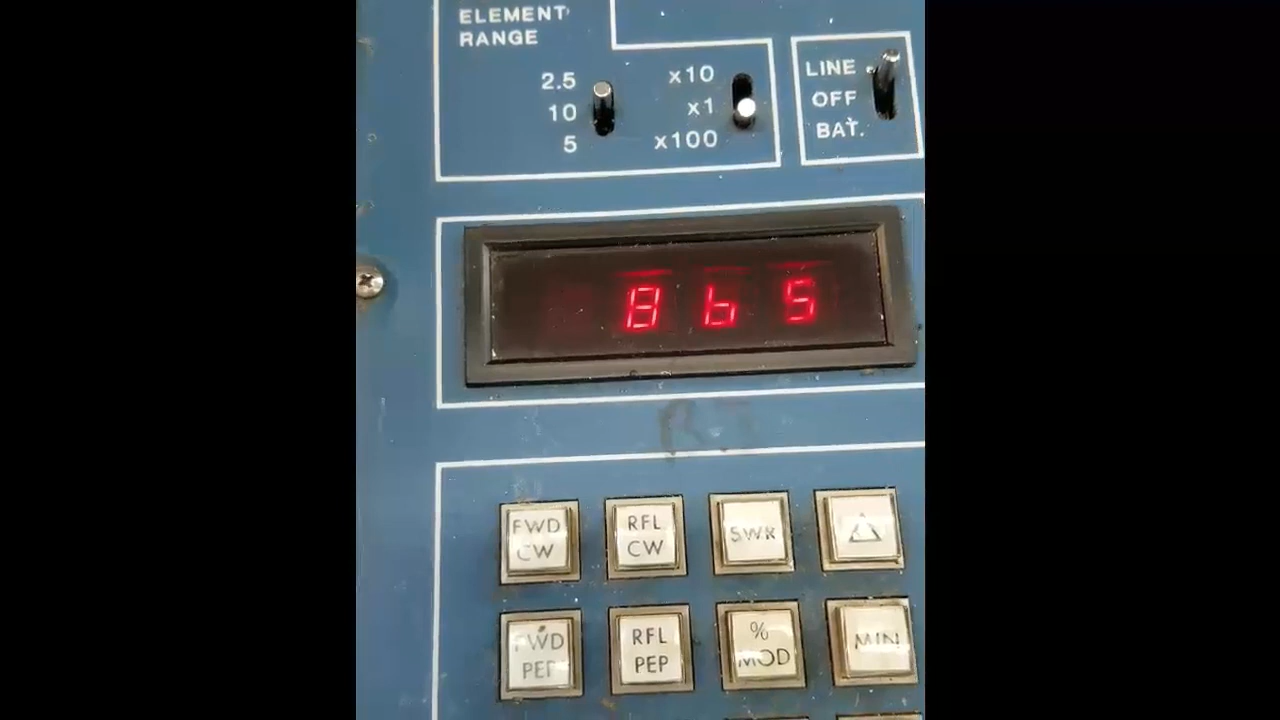 ELEMENT
RANGE
2.5
10
5
x10
x1
x100
LINE
OFF
BAT.
865
FWD
CW
RFL
CW
SWR
△
FWD
PEP
RFL
PEP
%
MOD
MIN